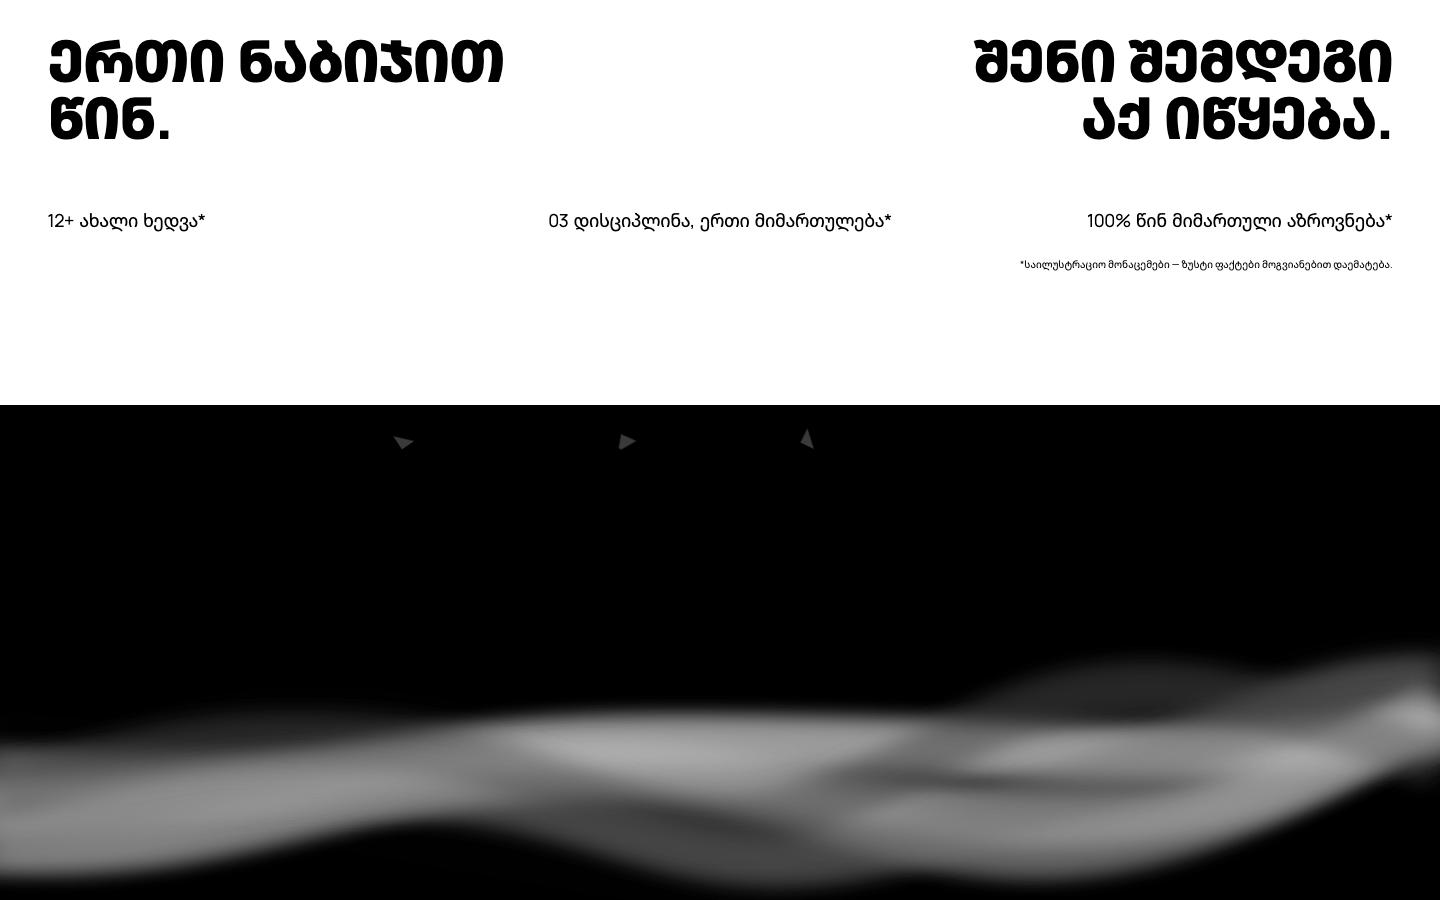 ერთი ნაბიჯით
წინ.
შენი შემდეგი
აქ იწყება.
12+ ახალი ხედვა*
03 დისციპლინა, ერთი მიმართულება*
100% წინ მიმართული აზროვნება*
*საილუსტრაციო მონაცემები — ზუსტი ფაქტები მოგვიანებით დაემატება.